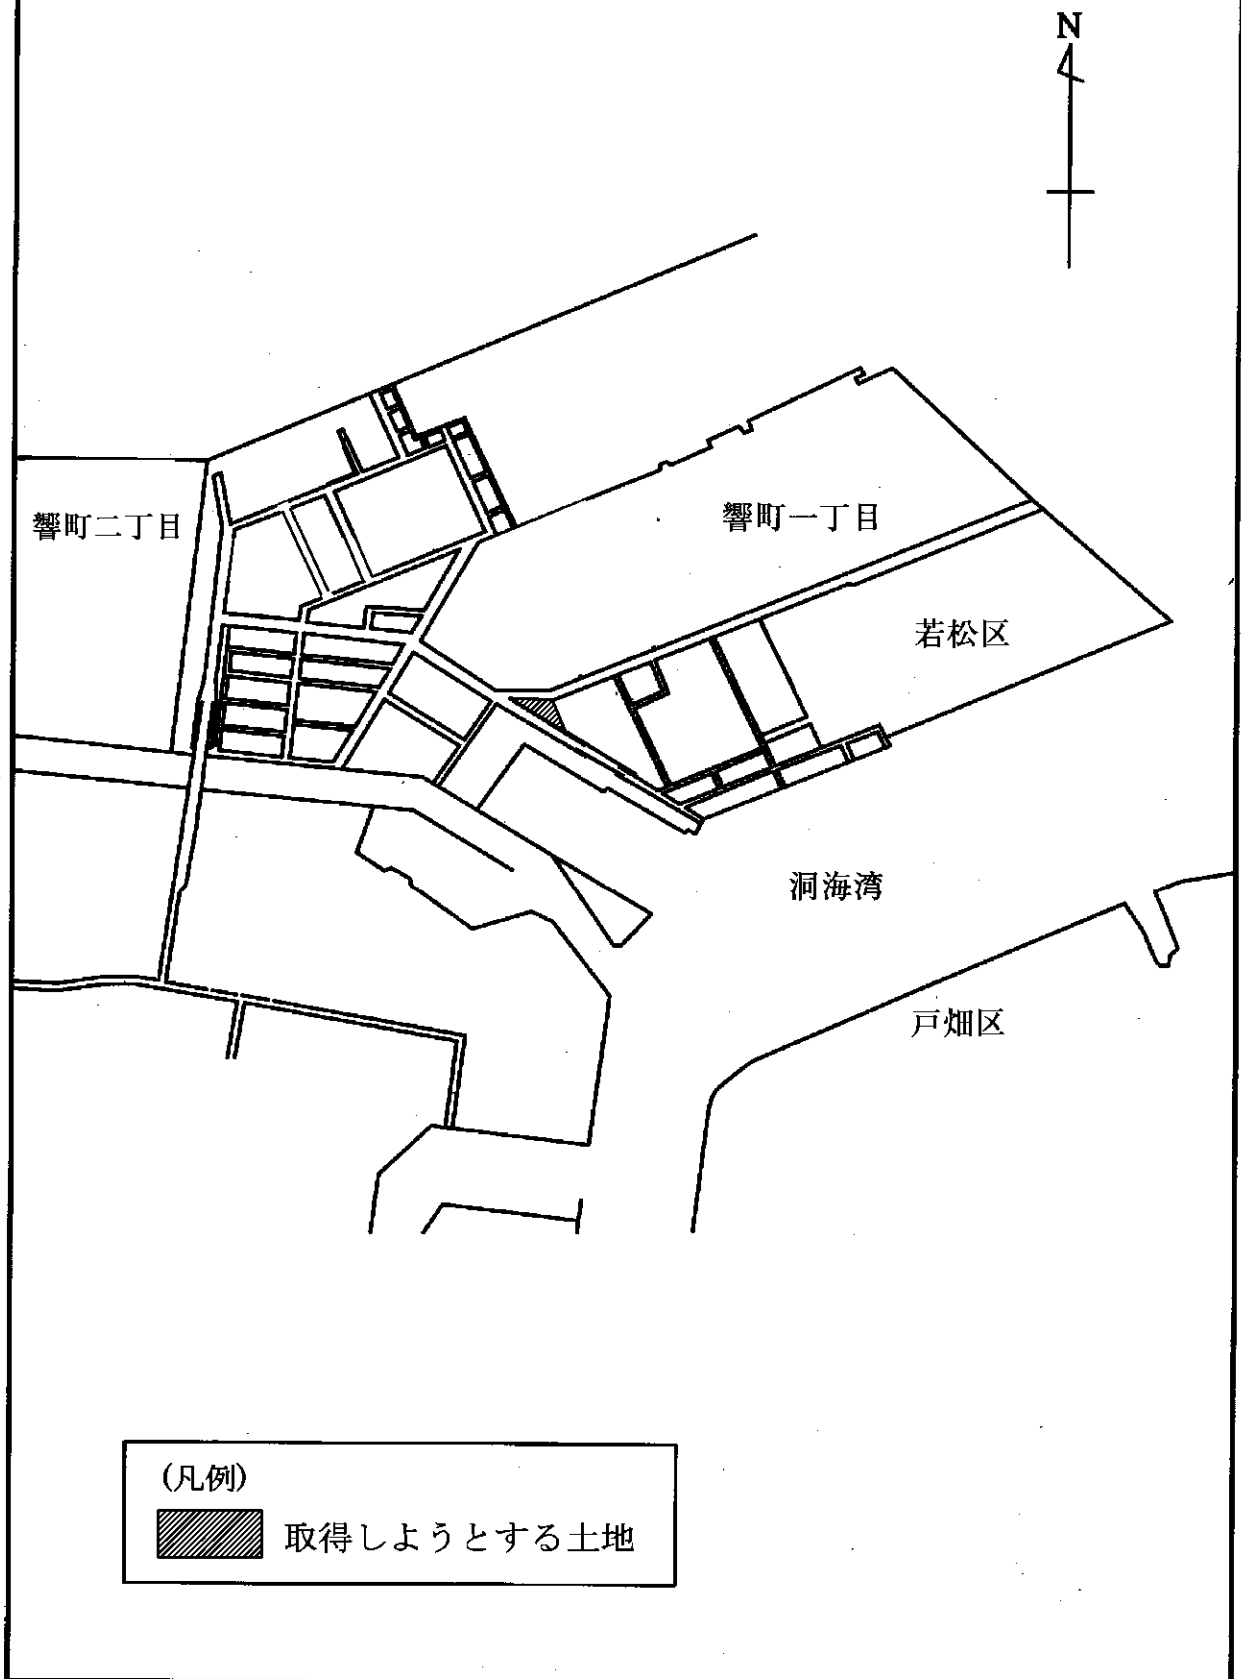 N
響町二丁目
響町一丁目
若松区
洞海湾
戸畑区
(凡例)
取得しようとする土地